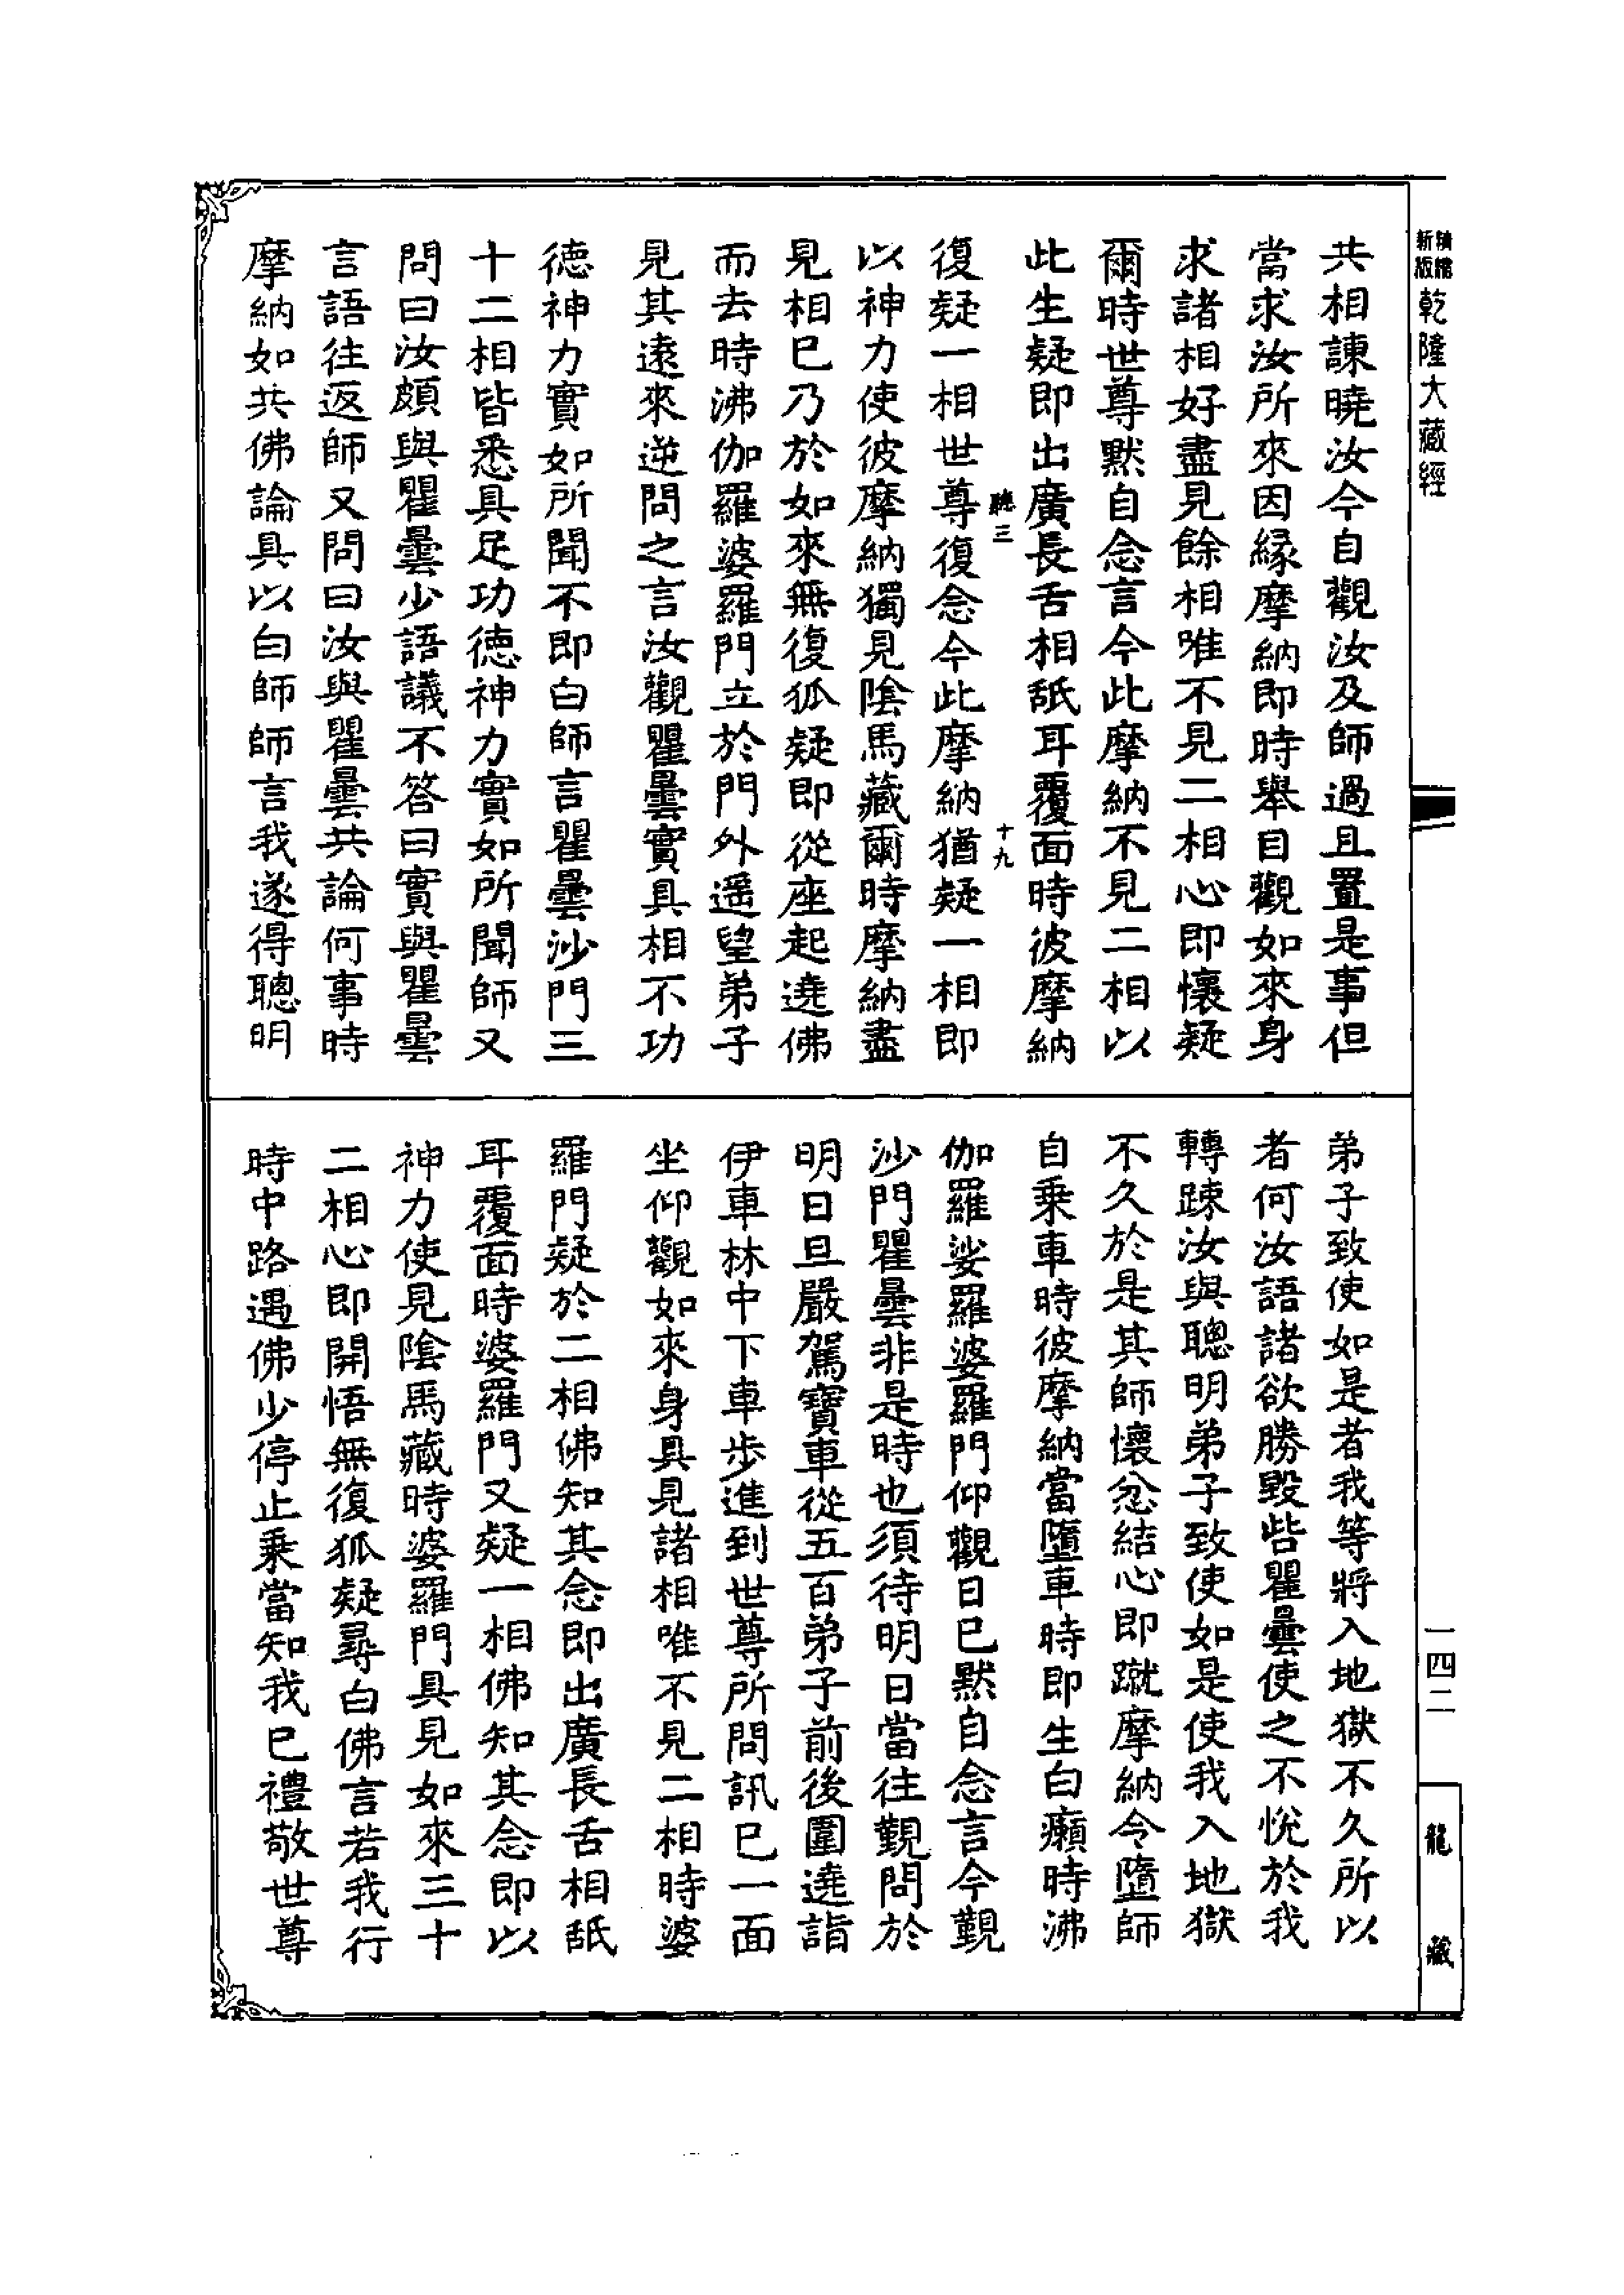 精縮
新版
乾隆大藏經
共相諫曉汝今自觀汝及師過且置是事但
當求汝所來因緣摩納即時舉目觀如來身
求諸相好盡見餘相唯不見二相心即懷疑
爾時世尊默自念言今此摩納不見二相以
此生疑即出廣長舌相舐耳覆面時彼摩納
聽三
十九
復疑一相世尊復念今此摩納猶疑一相即
以神力使彼摩納獨見陰馬藏爾時摩納盡
見相已乃於如來無復狐疑即從座起遶佛
而去時沸伽羅婆羅門立於門外遥望弟子
見其遠來逆問之言汝觀瞿曇實具相不功
德神力實如所聞不即白師言瞿曇沙門三
十二相皆悉具足功德神力實如所聞師又
問曰汝頗與瞿曇少語議不答曰實與瞿曇
言語往返師又問曰汝與瞿曇共論何事時
摩納如共佛論具以白師師言我遂得聰明
弟子致使如是者我等將入地獄不久所以
者何汝語諸欲勝毀呰瞿曇使之不悅於我
轉踈汝與聰明弟子致使如是使我入地獄
不久於是其師懷忿結心即蹴摩納令墮師
自乘車時彼摩納當墮車時即生白癩時沸
伽羅娑羅婆羅門仰觀日已默自念言今覲
沙門瞿曇非是時也須待明日當往覲問於
明日旦嚴駕寶車從五百弟子前後圍遶詣
伊車林中下車步進到世尊所問訊已一面
坐仰觀如來身具見諸相唯不見二相時婆
羅門疑於二相佛知其念即出廣長舌相舐
耳覆面時婆羅門又疑一相佛知其念即以
神力使見陰馬藏時婆羅門具見如來三十
二相心即開悟無復狐疑尋白佛言若我行
時中路遇佛少停止乘當知我已禮敬世尊
一四二
龍藏